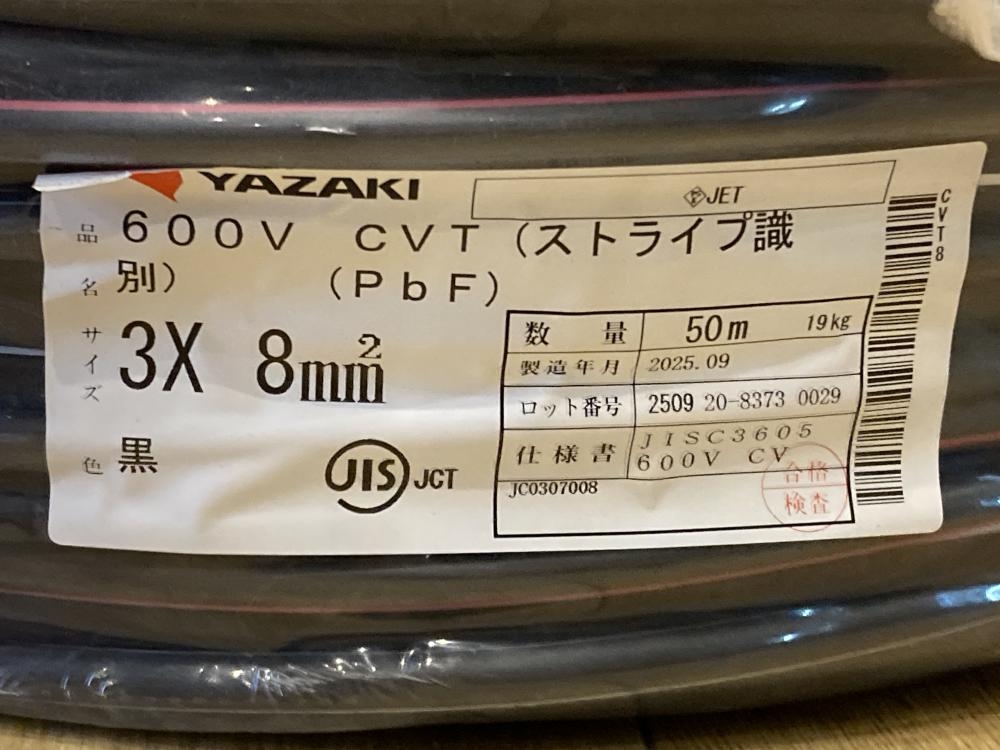 YAZAKI
JET
品名 600V CVT(ストライプ識
別) (PbF)
サイズ 3X 8mm²
色 黒
JIS JCT
数量 50m 19kg
製造年月 2025.09
ロット番号 2509 20-8373 0029
仕様書 JISC3605
600V CV
JC0307008
合格
検査
CVT8